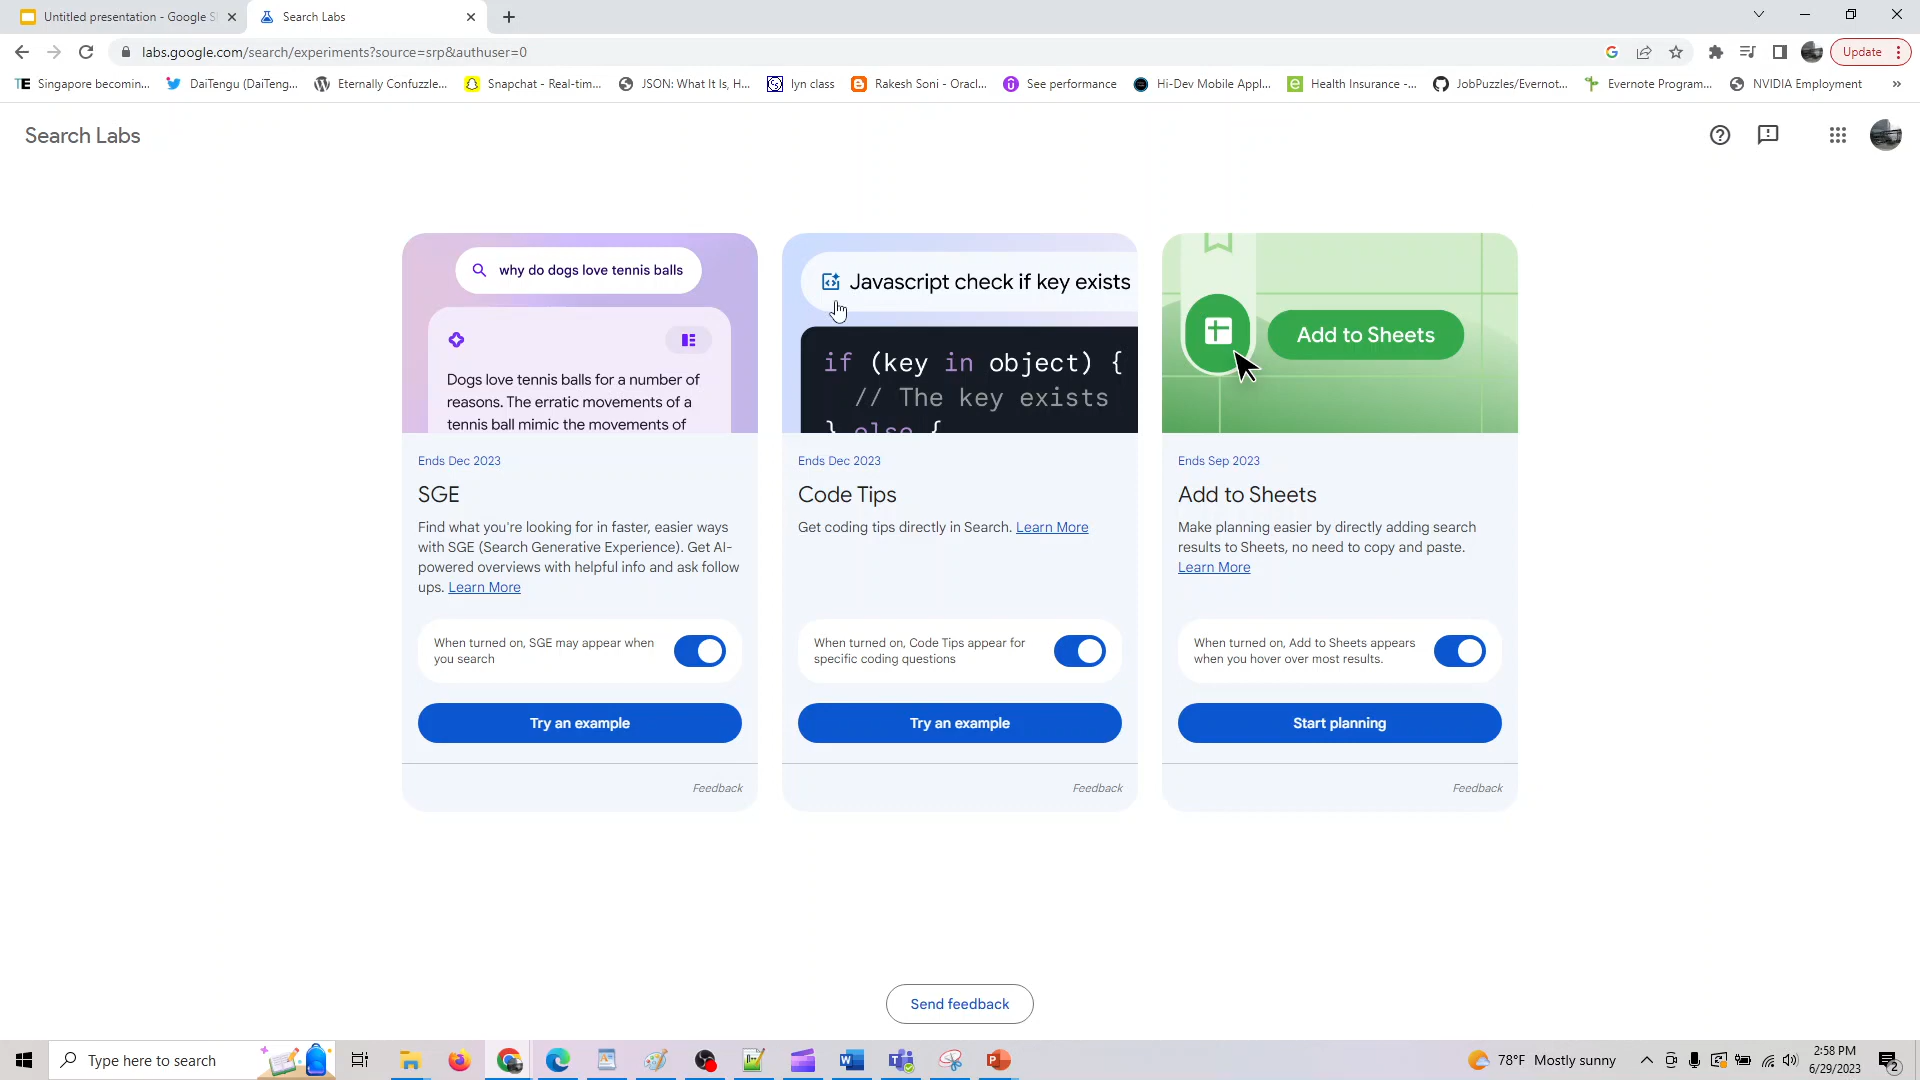 Untitled presentation - Google S
Search Labs
labs.google.com/search/experiments?source=srp&authuser=0
Update
Singapore becomin...
DaiTengu (DaiTeng...
Eternally Confuzzle...
Snapchat - Real-tim...
JSON: What It Is, H...
lyn class
Rakesh Soni - Oracl...
See performance
Hi-Dev Mobile Appl...
Health Insurance -...
JobPuzzles/Evernot...
Evernote Program...
NVIDIA Employment
»
Search Labs
why do dogs love tennis balls
Dogs love tennis balls for a number of
reasons. The erratic movements of a
tennis ball mimic the movements of
Ends Dec 2023
SGE
Find what you're looking for in faster, easier ways
with SGE (Search Generative Experience). Get AI-
powered overviews with helpful info and ask follow
ups. Learn More
When turned on, SGE may appear when
you search
Try an example
Feedback
Javascript check if key exists
if (key in object) {
// The key exists
} else {
Ends Dec 2023
Code Tips
Get coding tips directly in Search. Learn More
When turned on, Code Tips appear for
specific coding questions
Try an example
Feedback
Add to Sheets
Ends Sep 2023
Add to Sheets
Make planning easier by directly adding search
results to Sheets, no need to copy and paste.
Learn More
When turned on, Add to Sheets appears
when you hover over most results.
Start planning
Feedback
Send feedback
Type here to search
78°F Mostly sunny
2:58 PM
6/29/2023
2